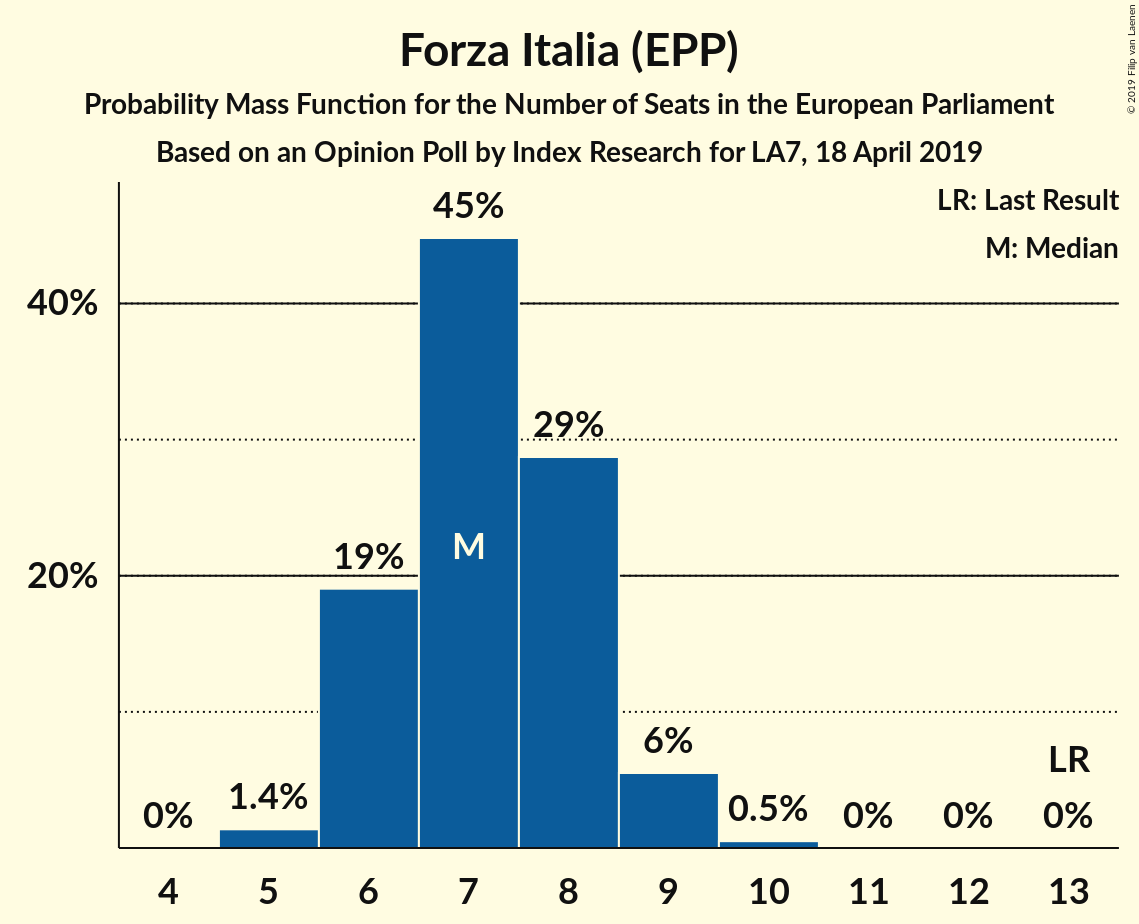 Forza Italia (EPP)
Probability Mass Function for the Number of Seats in the European Parliament
Based on an Opinion Poll by Index Research for LA7, 18 April 2019
© 2019 Filip van Laenen
LR: Last Result
M: Median
40%
20%
0%
1.4%
19%
45%
M
29%
6%
0.5%
0%
0%
LR
0%
4 5 6 7 8 9 10 11 12 13